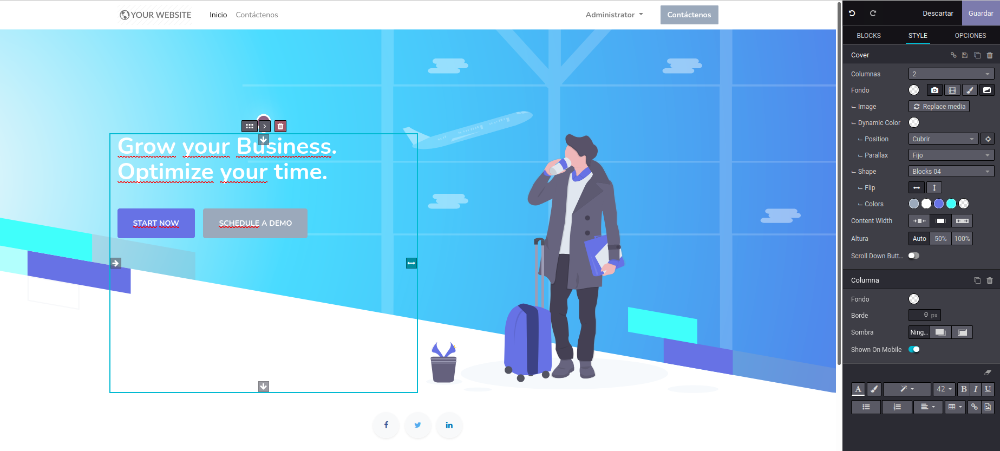 YOUR WEBSITE Inicio Contáctenos Administrator Contáctenos
Descartar Guardar
BLOCKS STYLE OPCIONES
Grow your Business.
Optimize your time.
START NOW SCHEDULE A DEMO
Cover
Columnas 2
Fondo
Image Replace media
Dynamic Color
Position Cubrir
Parallax Fijo
Shape Blocks 04
Flip
Colors
Content Width
Altura Auto 50% 100%
Scroll Down Butt...
Columna
Fondo
Borde 0 px
Sombra Ning...
Shown On Mobile
A 42 B I U
f in